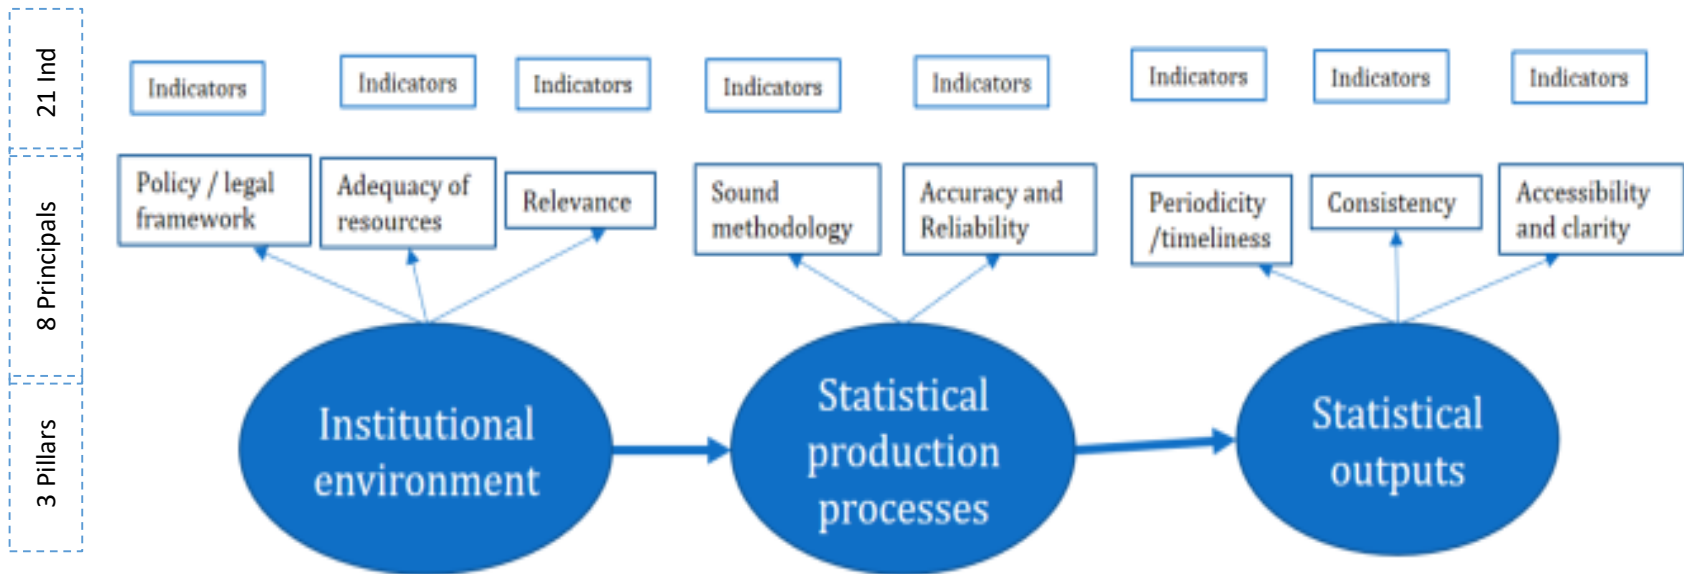 21 Ind
Indicators
Indicators
Indicators
Indicators
Indicators
Indicators
Indicators
Indicators
8 Principals
Policy / legal
framework
Adequacy of
resources
Relevance
Sound
methodology
Accuracy and
Reliability
Periodicity
/timeliness
Consistency
Accessibility
and clarity
3 Pillars
Institutional
environment
Statistical
production
processes
Statistical
outputs